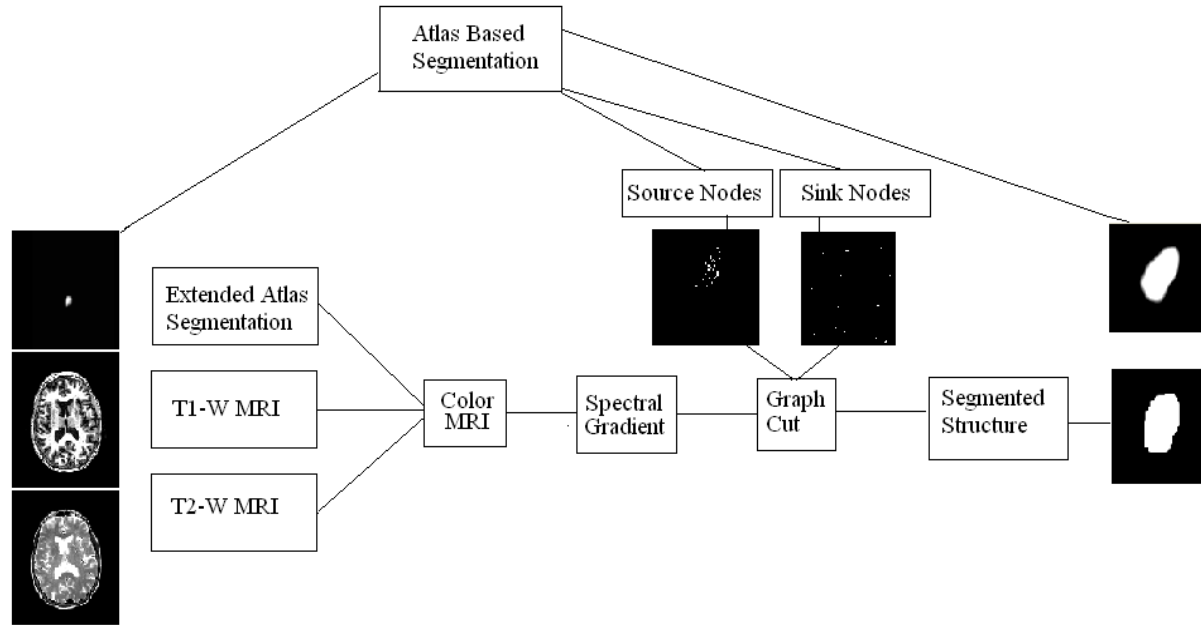 Atlas Based
Segmentation
Source Nodes
Sink Nodes
Extended Atlas
Segmentation
T1-W MRI
Color
MRI
Spectral
Gradient
Graph
Cut
Segmented
Structure
T2-W MRI